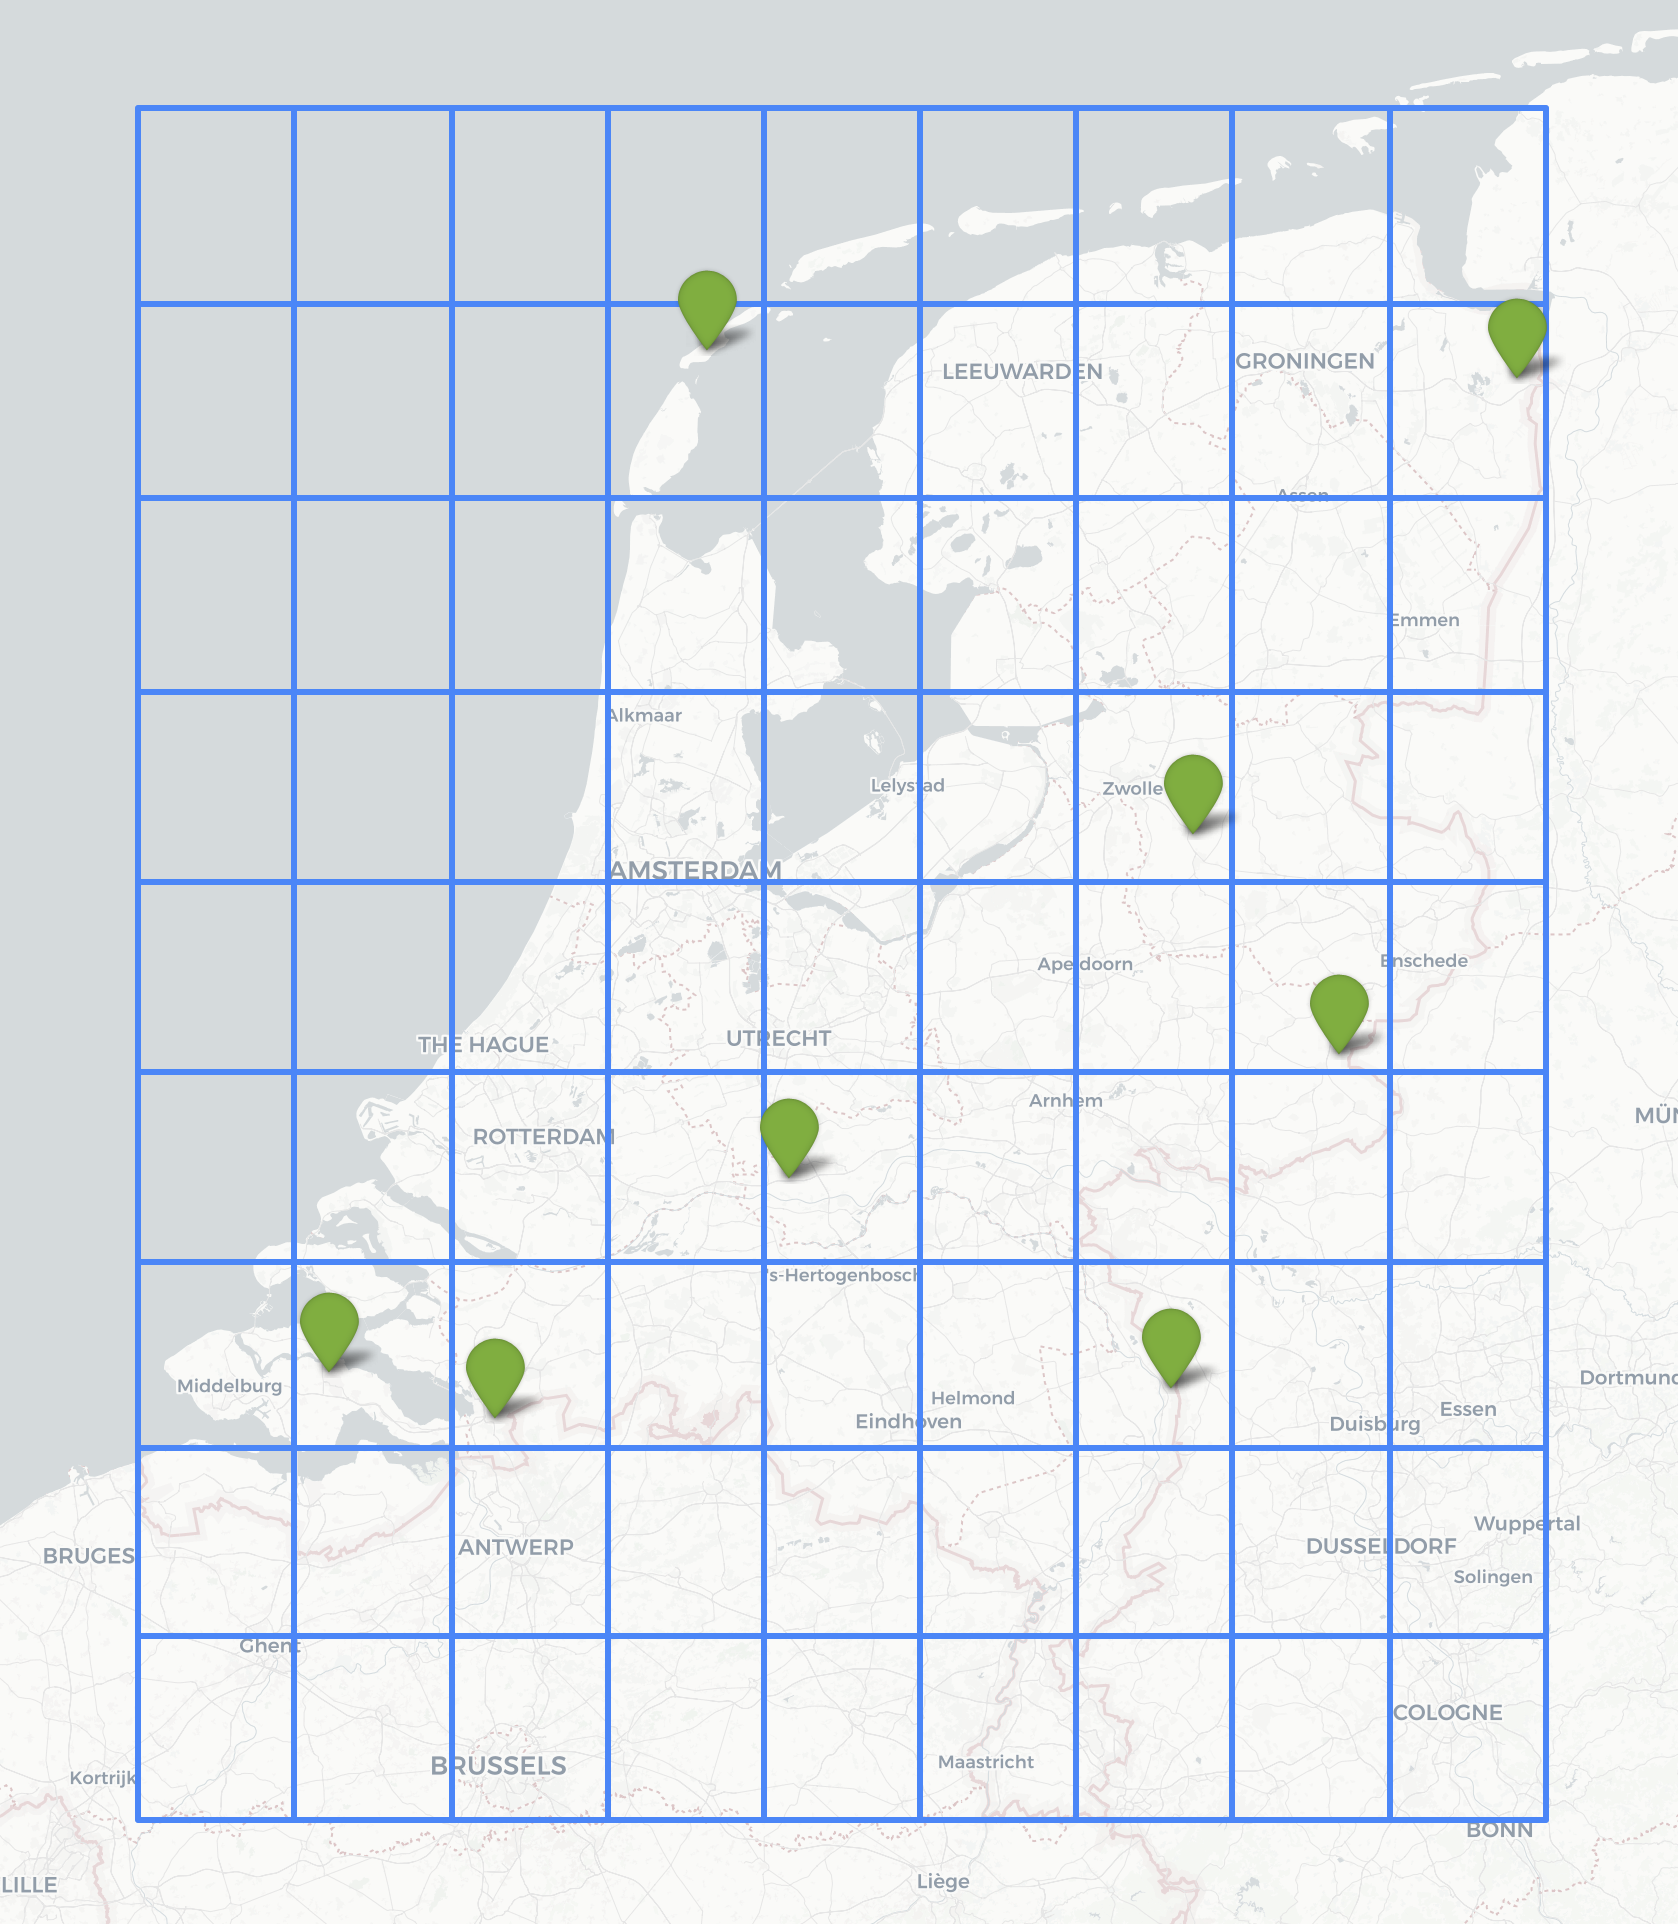 LEEUWARDEN
GRONINGEN
Assen
Emmen
Alkmaar
Lelystad
Zwolle
AMSTERDAM
Enschede
Apeldoorn
UTRECHT
THE HAGUE
Arnhem
MÜN
ROTTERDAM
's-Hertogenbosch
Dortmund
Middelburg
Helmond
Essen
Eindhoven
Duisburg
Wuppertal
DUSSELDORF
ANTWERP
BRUGES
Solingen
Ghent
COLOGNE
Maastricht
BRUSSELS
Kortrijk
BONN
Liège
LILLE